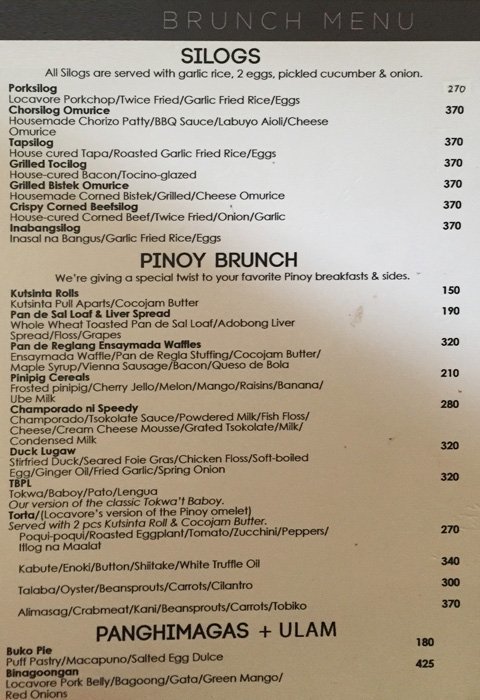 BRUNCH MENU
SILOGS
All Silogs are served with garlic rice, 2 eggs, pickled cucumber & onion.
Porksilog 270
Locavore Porkchop/Twice Fried/Garlic Fried Rice/Eggs
Chorsilog Omurice 370
Housemade Chorizo Patty/BBQ Sauce/Labuyo Aioli/Cheese
Omurice
Tapsilog 370
House cured Tapa/Roasted Garlic Fried Rice/Eggs
Grilled Tocilog 370
House-cured Bacon/Tocino-glazed
Grilled Bistek Omurice 370
Housemade Corned Bistek/Grilled/Cheese Omurice
Crispy Corned Beefsilog 370
House-cured Corned Beef/Twice Fried/Onion/Garlic
Inabangsilog 370
Inasal na Bangus/Garlic Fried Rice/Eggs
PINOY BRUNCH
We're giving a special twist to your favorite Pinoy breakfasts & sides.
Kutsinta Rolls 150
Kutsinta Pull Aparts/Cocojam Butter
Pan de Sal Loaf & Liver Spread 190
Whole Wheat Toasted Pan de Sal Loaf/Adobong Liver
Spread/Floss/Grapes
Pan de Reglang Ensaymada Waffles 320
Ensaymada Waffle/Pan de Regla Stuffing/Cocojam Butter/
Maple Syrup/Vienna Sausage/Bacon/Queso de Bola
Pinipig Cereals 210
Frosted pinipig/Cherry Jello/Melon/Mango/Raisins/Banana/
Ube Milk
Champorado ni Speedy 280
Champorado/Tsokolate Sauce/Powdered Milk/Fish Floss/
Cheese/Cream Cheese Mousse/Grated Tsokolate/Milk/
Condensed Milk
Duck Lugaw 320
Stirfried Duck/Seared Foie Gras/Chicken Floss/Soft-boiled
Egg/Ginger Oil/Fried Garlic/Spring Onion
TBPL 320
Tokwa/Baboy/Pato/Lengua
Our version of the classic Tokwa't Baboy.
Torta/(Locavore's version of the Pinoy omelet)
Served with 2 pcs Kutsinta Roll & Cocojam Butter.
Poqui-poqui/Roasted Eggplant/Tomato/Zucchini/Peppers/ 270
Itlog na Maalat
Kabute/Enoki/Button/Shiitake/White Truffle Oil 340
Talaba/Oyster/Beansprouts/Carrots/Cilantro 300
Alimasag/Crabmeat/Kani/Beansprouts/Carrots/Tobiko 370
PANGHIMAGAS + ULAM
Buko Pie 180
Puff Pastry/Macapuno/Salted Egg Dulce
Binagoongan 425
Locavore Pork Belly/Bagoong/Gata/Green Mango/
Red Onions